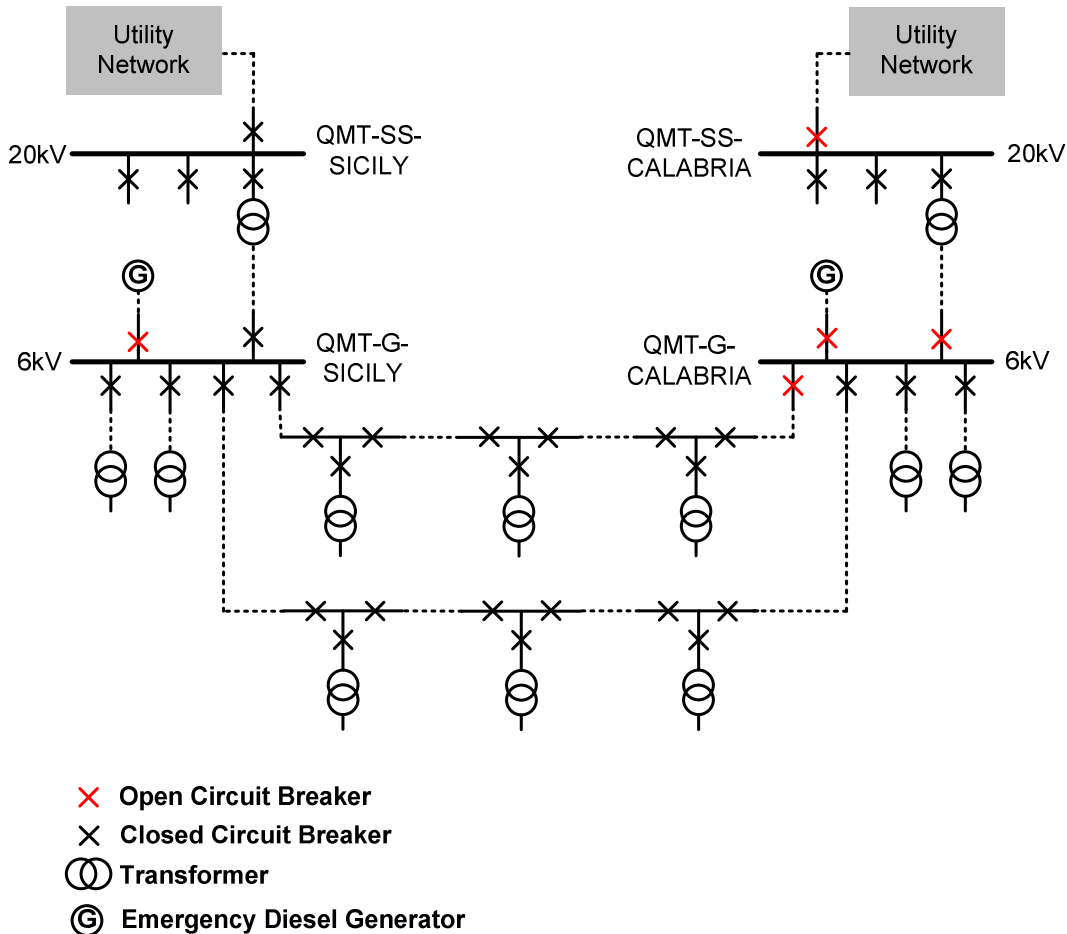 Utility
Network
Utility
Network
20kV
QMT-SS-
SICILY
QMT-SS-
CALABRIA
20kV
G
G
6kV
QMT-G-
SICILY
QMT-G-
CALABRIA
6kV
Open Circuit Breaker
Closed Circuit Breaker
Transformer
G
Emergency Diesel Generator